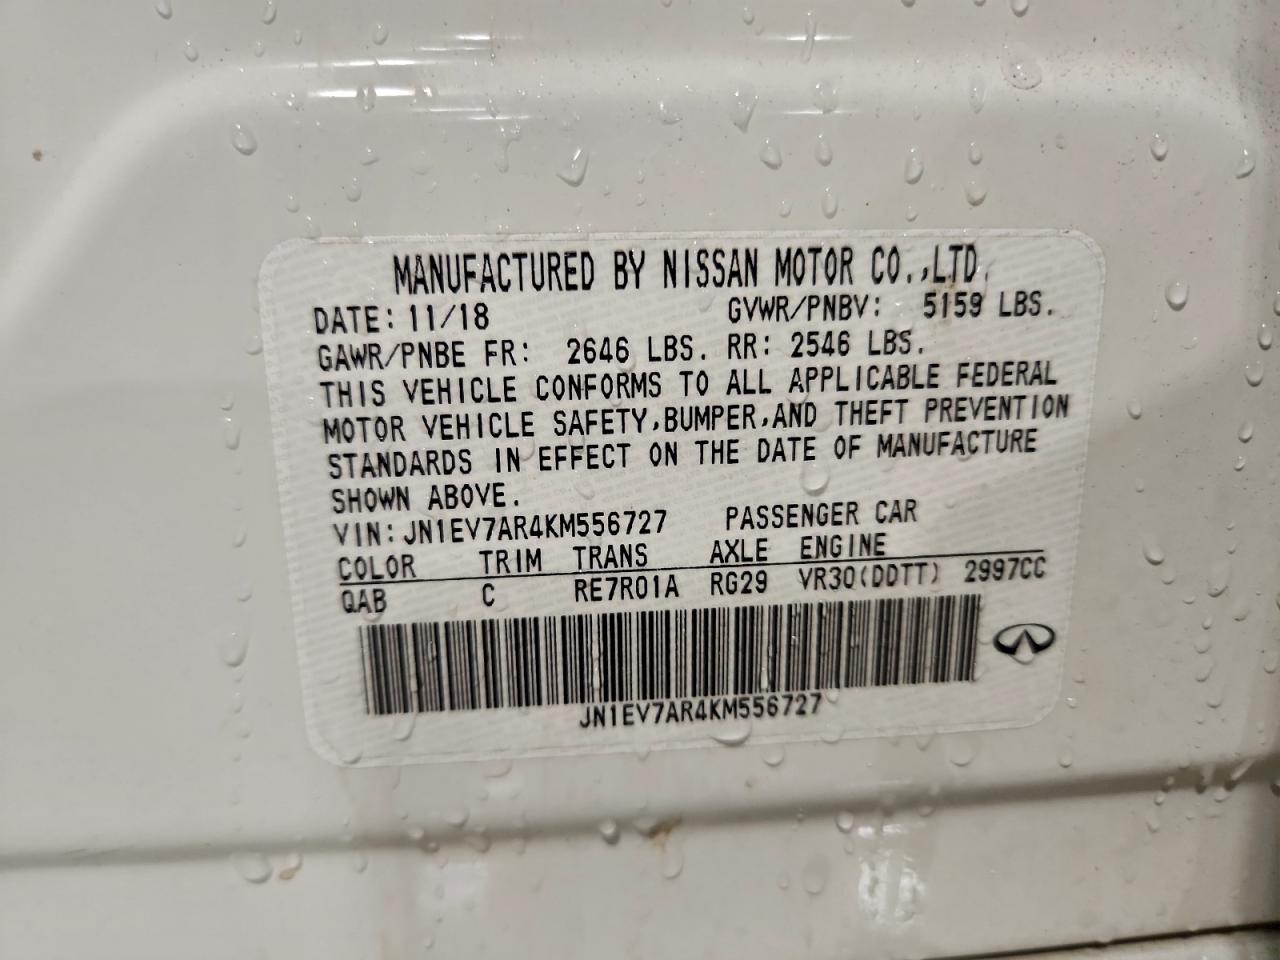 MANUFACTURED BY NISSAN MOTOR CO.,LTD.
DATE: 11/18 GVWR/PNBV: 5159 LBS.
GAWR/PNBE FR: 2646 LBS. RR: 2546 LBS.
THIS VEHICLE CONFORMS TO ALL APPLICABLE FEDERAL
MOTOR VEHICLE SAFETY,BUMPER,AND THEFT PREVENTION
STANDARDS IN EFFECT ON THE DATE OF MANUFACTURE
SHOWN ABOVE.
VIN:JN1EV7AR4KM556727 PASSENGER CAR
COLOR TRIM TRANS AXLE ENGINE
QAB C RE7R01A RG29 VR30(DDTT) 2997CC
JN1EV7AR4KM556727